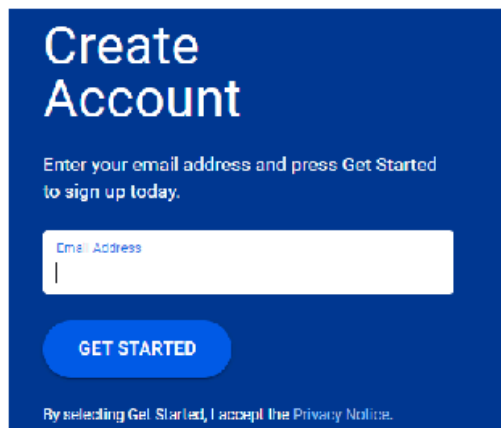 Create
Account
Enter your email address and press Get Started
to sign up today.
Email Address
GET STARTED
By selecting Get Started, I accept the Privacy Notice.